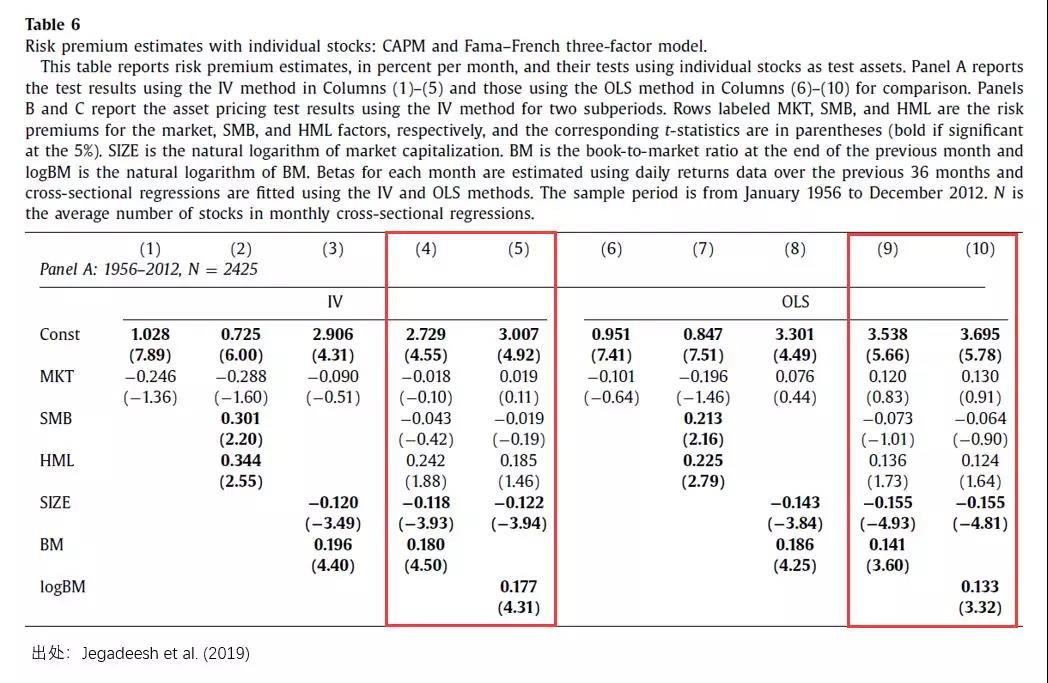 Table 6
Risk premium estimates with individual stocks: CAPM and Fama–French three-factor model.
This table reports risk premium estimates, in percent per month, and their tests using individual stocks as test assets. Panel A reports
the test results using the IV method in Columns (1)–(5) and those using the OLS method in Columns (6)–(10) for comparison. Panels
B and C report the asset pricing test results using the IV method for two subperiods. Rows labeled MKT, SMB, and HML are the risk
premiums for the market, SMB, and HML factors, respectively, and the corresponding t-statistics are in parentheses (bold if significant
at the 5%). SIZE is the natural logarithm of market capitalization. BM is the book-to-market ratio at the end of the previous month and
logBM is the natural logarithm of BM. Betas for each month are estimated using daily returns data over the previous 36 months and
cross-sectional regressions are fitted using the IV and OLS methods. The sample period is from January 1956 to December 2012. N is
the average number of stocks in monthly cross-sectional regressions.
(1) (2) (3) (4) (5) (6) (7) (8) (9) (10)
Panel A: 1956–2012, N = 2425
IV OLS
Const 1.028 0.725 2.906 2.729 3.007 0.951 0.847 3.301 3.538 3.695
(7.89) (6.00) (4.31) (4.55) (4.92) (7.41) (7.51) (4.49) (5.66) (5.78)
MKT −0.246 −0.288 −0.090 −0.018 0.019 −0.101 −0.196 0.076 0.120 0.130
(−1.36) (−1.60) (−0.51) (−0.10) (0.11) (−0.64) (−1.46) (0.44) (0.83) (0.91)
SMB 0.301 −0.043 −0.019 0.213 −0.073 −0.064
(2.20) (−0.42) (−0.19) (2.16) (−1.01) (−0.90)
HML 0.344 0.242 0.185 0.225 0.136 0.124
(2.55) (1.88) (1.46) (2.79) (1.73) (1.64)
SIZE −0.120 −0.118 −0.122 −0.143 −0.155 −0.155
(−3.49) (−3.93) (−3.94) (−3.84) (−4.93) (−4.81)
BM 0.196 0.180 0.186 0.141
(4.40) (4.50) (4.25) (3.60)
logBM 0.177 0.133
(4.31) (3.32)
出处：Jegadeesh et al. (2019)